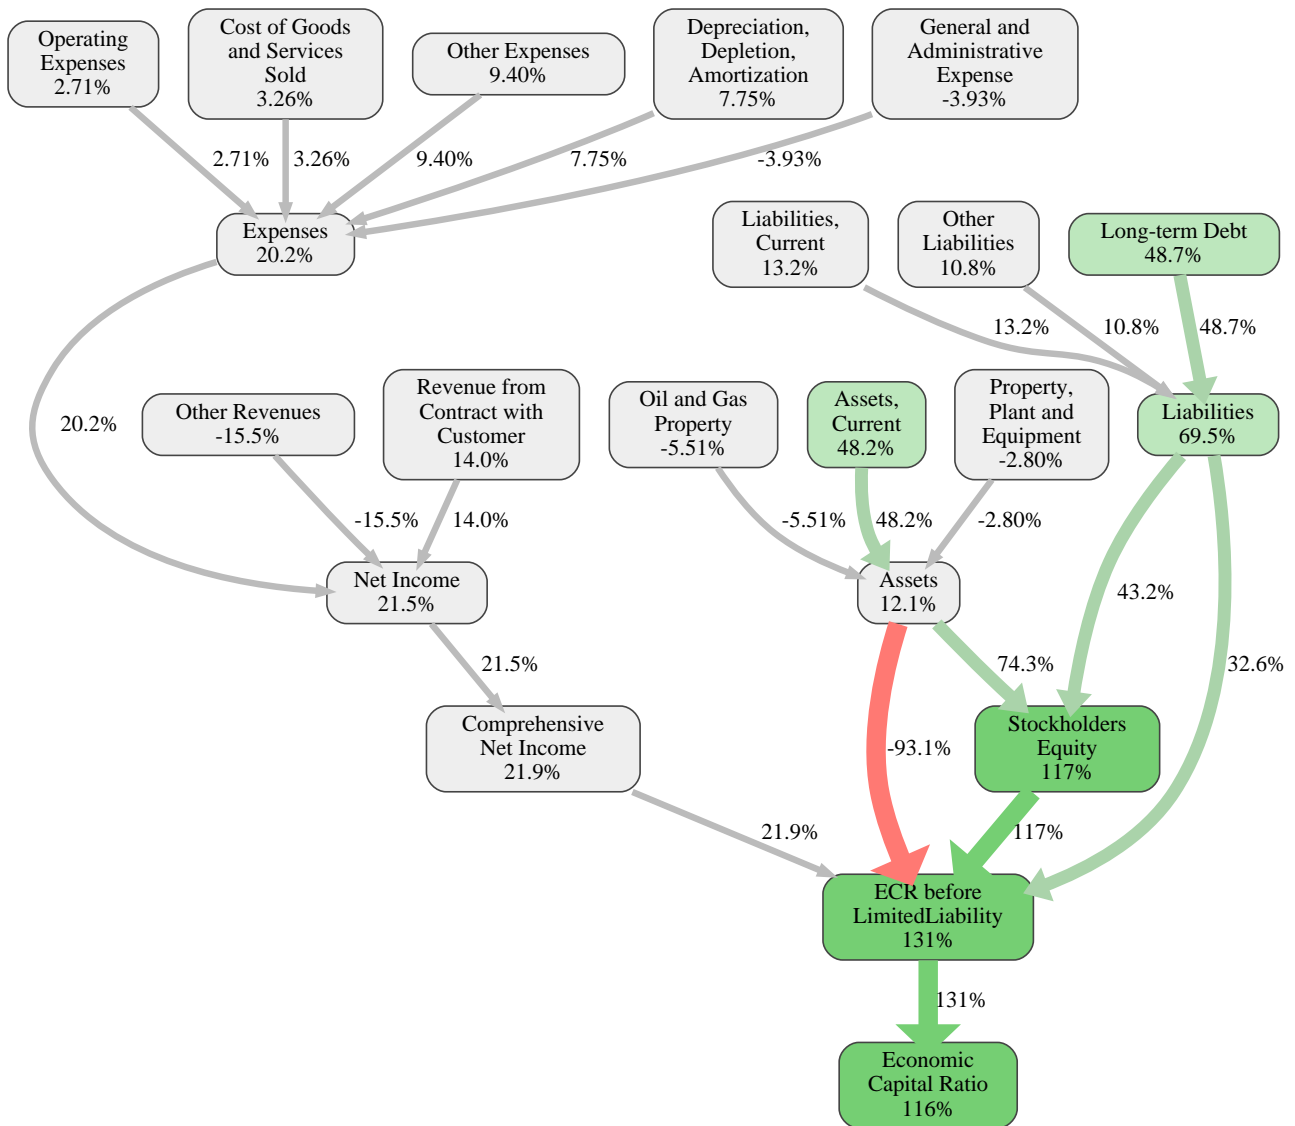 Operating
Expenses
2.71%
Cost of Goods
and Services
Sold
3.26%
Other Expenses
9.40%
Depreciation,
Depletion,
Amortization
7.75%
General and
Administrative
Expense
-3.93%
2.71%
3.26%
9.40%
7.75%
-3.93%
Expenses
20.2%
Liabilities,
Current
13.2%
Other
Liabilities
10.8%
Long-term Debt
48.7%
13.2%
10.8%
48.7%
20.2%
Other Revenues
-15.5%
Revenue from
Contract with
Customer
14.0%
Oil and Gas
Property
-5.51%
Assets,
Current
48.2%
Property,
Plant and
Equipment
-2.80%
Liabilities
69.5%
-15.5%
14.0%
-5.51%
48.2%
-2.80%
Net Income
21.5%
Assets
12.1%
43.2%
21.5%
74.3%
32.6%
Comprehensive
Net Income
21.9%
-93.1%
Stockholders
Equity
117%
21.9%
117%
ECR before
LimitedLiability
131%
131%
Economic
Capital Ratio
116%